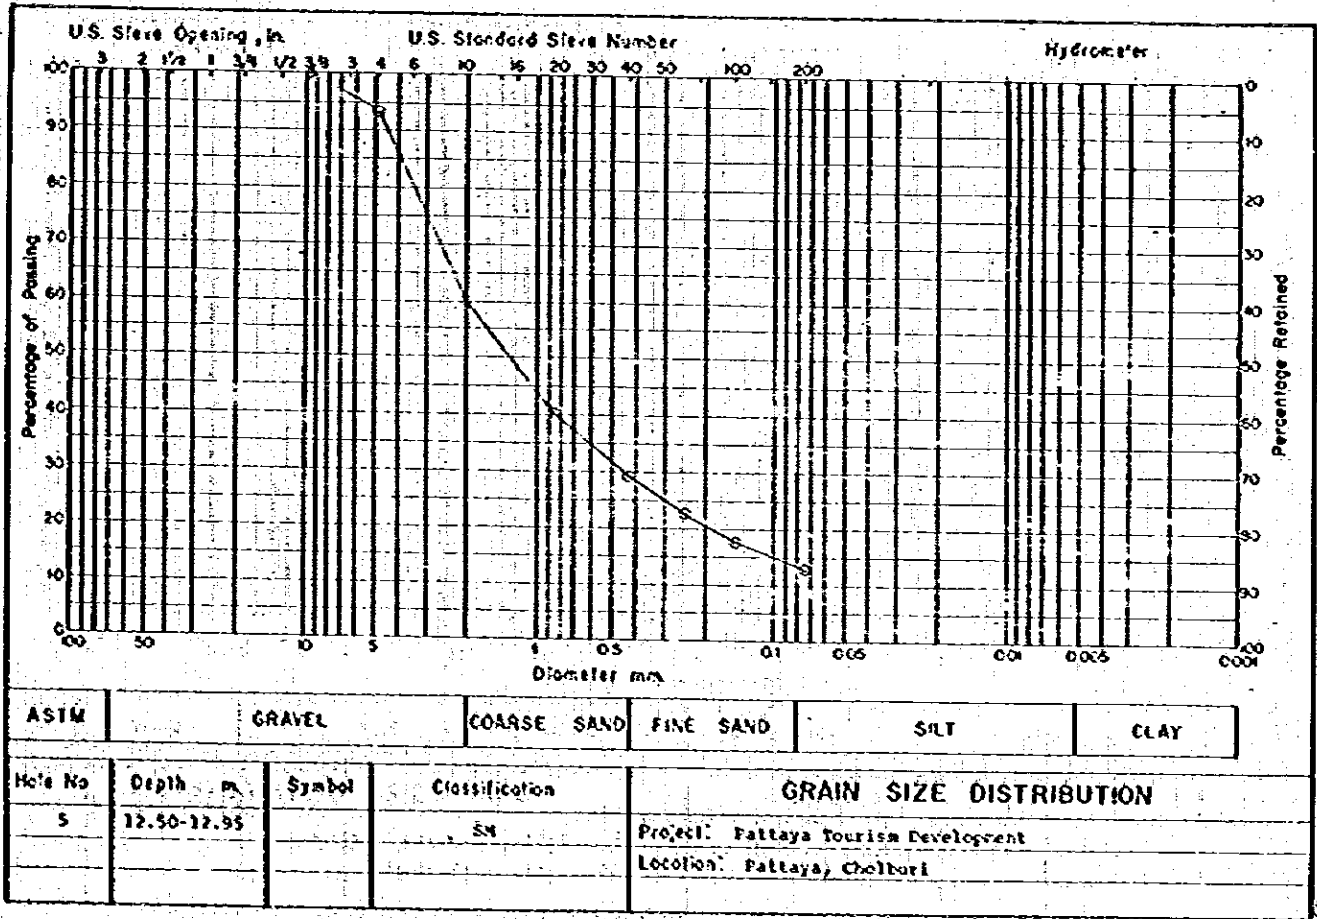 U.S. Sieve Opening, in. U.S. Standard Sieve Number Hydrometer
3 2 1½ 1 3/4 1/2 3/8 3 4 6 10 16 20 30 40 50 100 200
Percentage of Passing
100
90
80
70
60
50
40
30
20
10
0
Percentage Retained
0
10
20
30
40
50
60
70
80
90
100
100 50 10 5 1 0.5 0.1 0.05 0.01 0.005 0.001
Diameter mm.
ASTM GRAVEL COARSE SAND FINE SAND SILT CLAY
Hole No Depth m. Symbol Classification GRAIN SIZE DISTRIBUTION
5 12.50-12.95 SM Project: Pattaya Tourism Development
Location: Pattaya, Cholburi